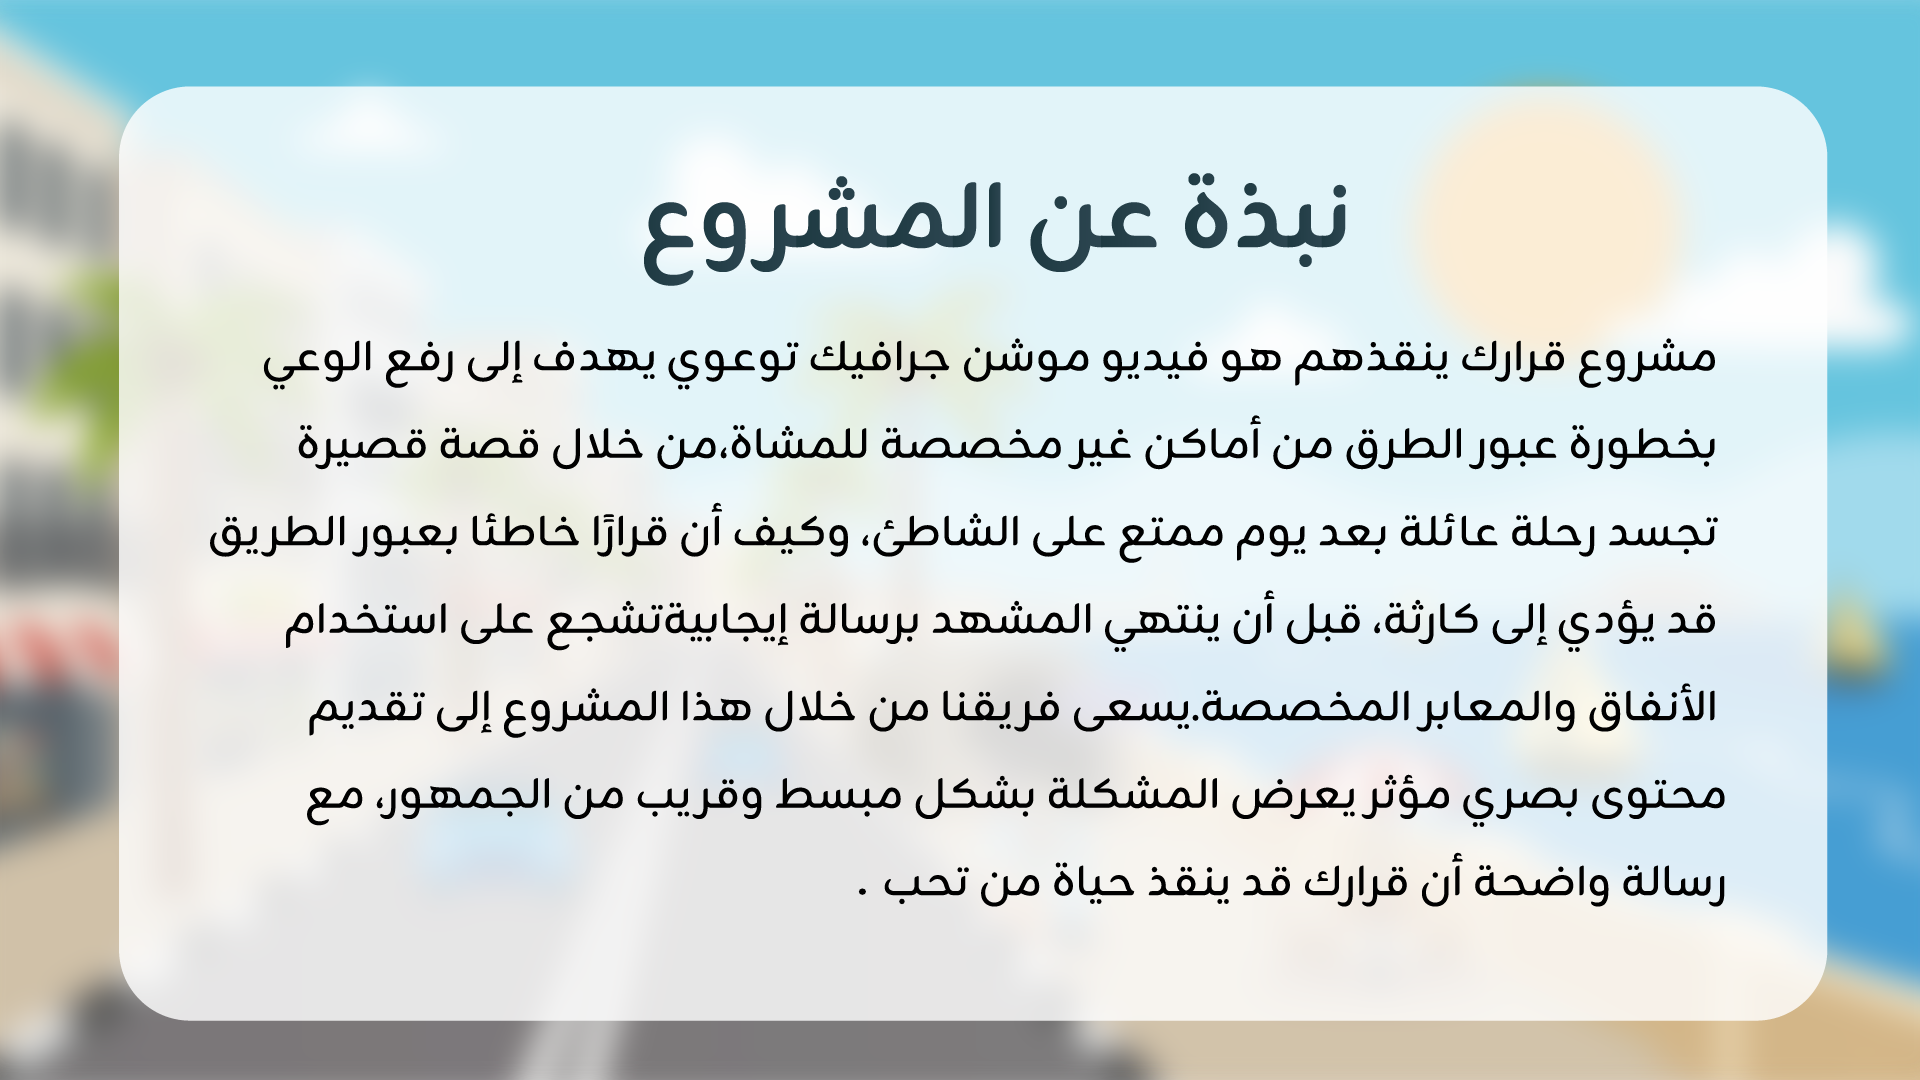 نبذة عن المشروع
مشروع قرارك ينقذهم هو فيديو موشن جرافيك توعوي يهدف إلى رفع الوعي
بخطورة عبور الطرق من أماكن غير مخصصة للمشاة،من خلال قصة قصيرة
تجسد رحلة عائلة بعد يوم ممتع على الشاطئ، وكيف أن قرارًا خاطئا بعبور الطريق
قد يؤدي إلى كارثة، قبل أن ينتهي المشهد برسالة إيجابيةتشجع على استخدام
الأنفاق والمعابر المخصصة.يسعى فريقنا من خلال هذا المشروع إلى تقديم
محتوى بصري مؤثر يعرض المشكلة بشكل مبسط وقريب من الجمهور، مع
رسالة واضحة أن قرارك قد ينقذ حياة من تحب .